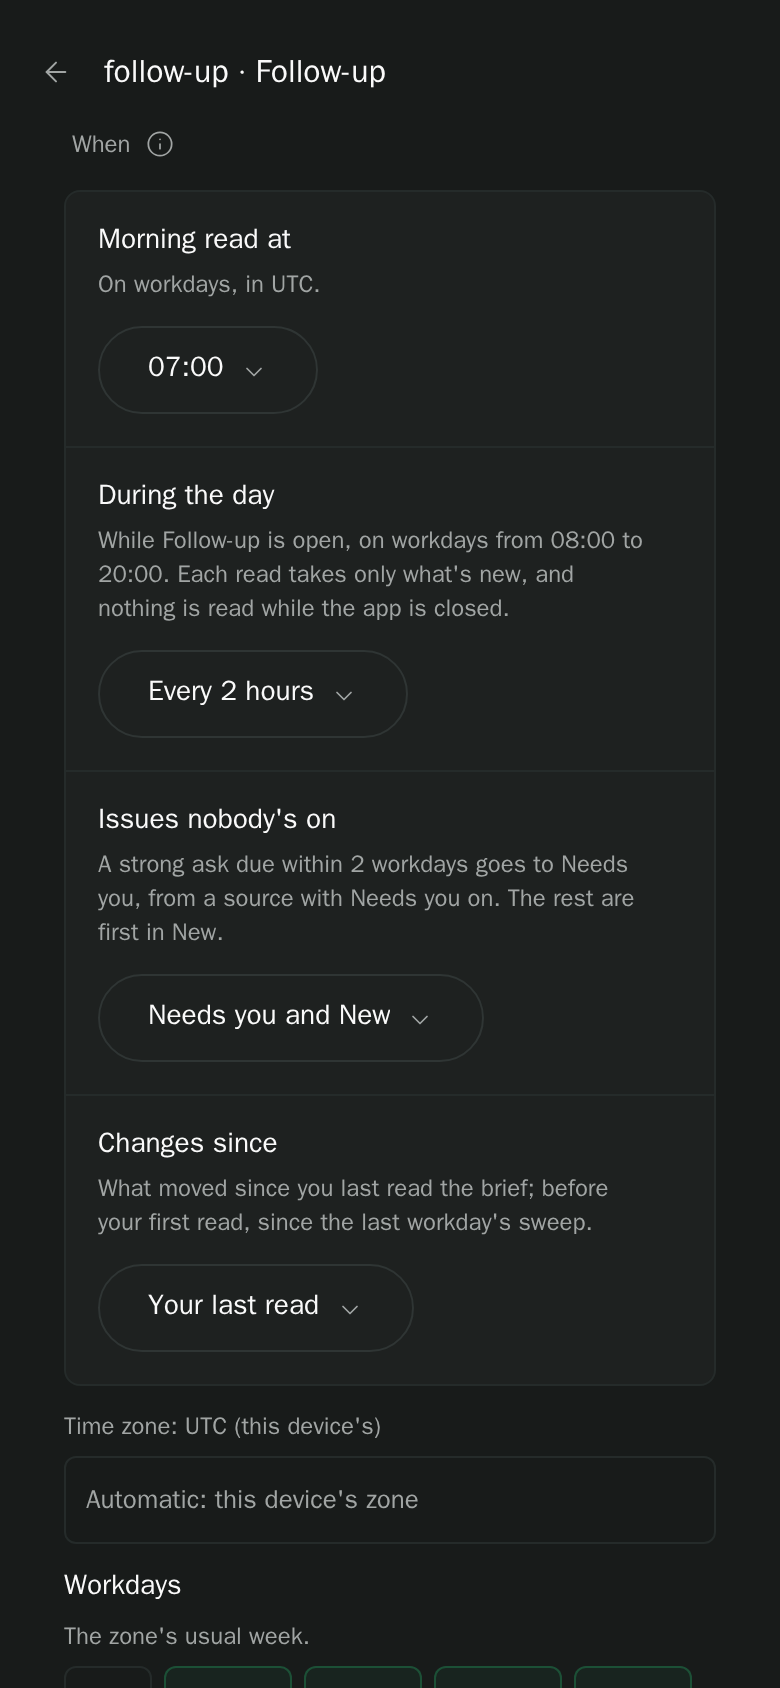 follow-up · Follow-up
When
Morning read at
On workdays, in UTC.
07:00
During the day
While Follow-up is open, on workdays from 08:00 to
20:00. Each read takes only what's new, and
nothing is read while the app is closed.
Every 2 hours
Issues nobody's on
A strong ask due within 2 workdays goes to Needs
you, from a source with Needs you on. The rest are
first in New.
Needs you and New
Changes since
What moved since you last read the brief; before
your first read, since the last workday's sweep.
Your last read
Time zone: UTC (this device's)
Automatic: this device's zone
Workdays
The zone's usual week.